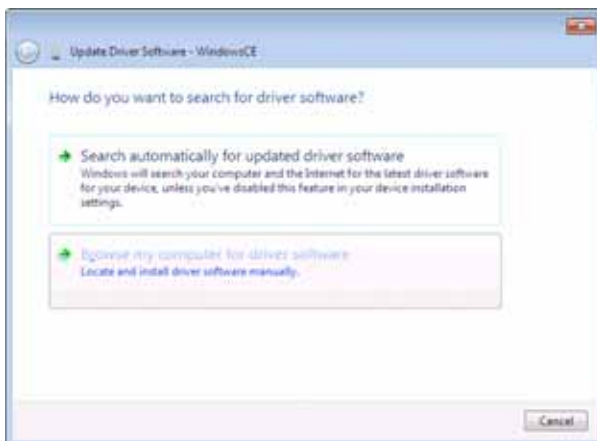 Update Driver Software - WindowsCE
How do you want to search for driver software?
Search automatically for updated driver software
Windows will search your computer and the Internet for the latest driver software
for your device, unless you've disabled this feature in your device installation
settings.
Browse my computer for driver software
Locate and install driver software manually.
Cancel